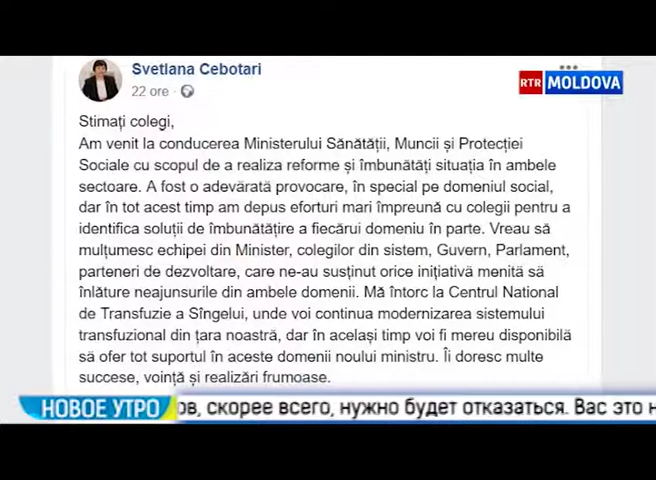 Svetlana Cebotari
22 ore ·
RTR MOLDOVA
Stimați colegi,
Am venit la conducerea Ministerului Sănătății, Muncii și Protecției
Sociale cu scopul de a realiza reforme și îmbunătăți situația în ambele
sectoare. A fost o adevărată provocare, în special pe domeniul social,
dar în tot acest timp am depus eforturi mari împreună cu colegii pentru a
identifica soluții de îmbunătățire a fiecărui domeniu în parte. Vreau să
mulțumesc echipei din Minister, colegilor din sistem, Guvern, Parlament,
parteneri de dezvoltare, care ne-au susținut orice inițiativă menită să
înlăture neajunsurile din ambele domenii. Mă întorc la Centrul National
de Transfuzie a Sîngelui, unde voi continua modernizarea sistemului
transfuzional din țara noastră, dar în același timp voi fi mereu disponibilă
să ofer tot suportul în aceste domenii noului ministru. Îi doresc multe
succese, voință și realizări frumoase.
НОВОЕ УТРО ов, скорее всего, нужно будет отказаться. Вас это н